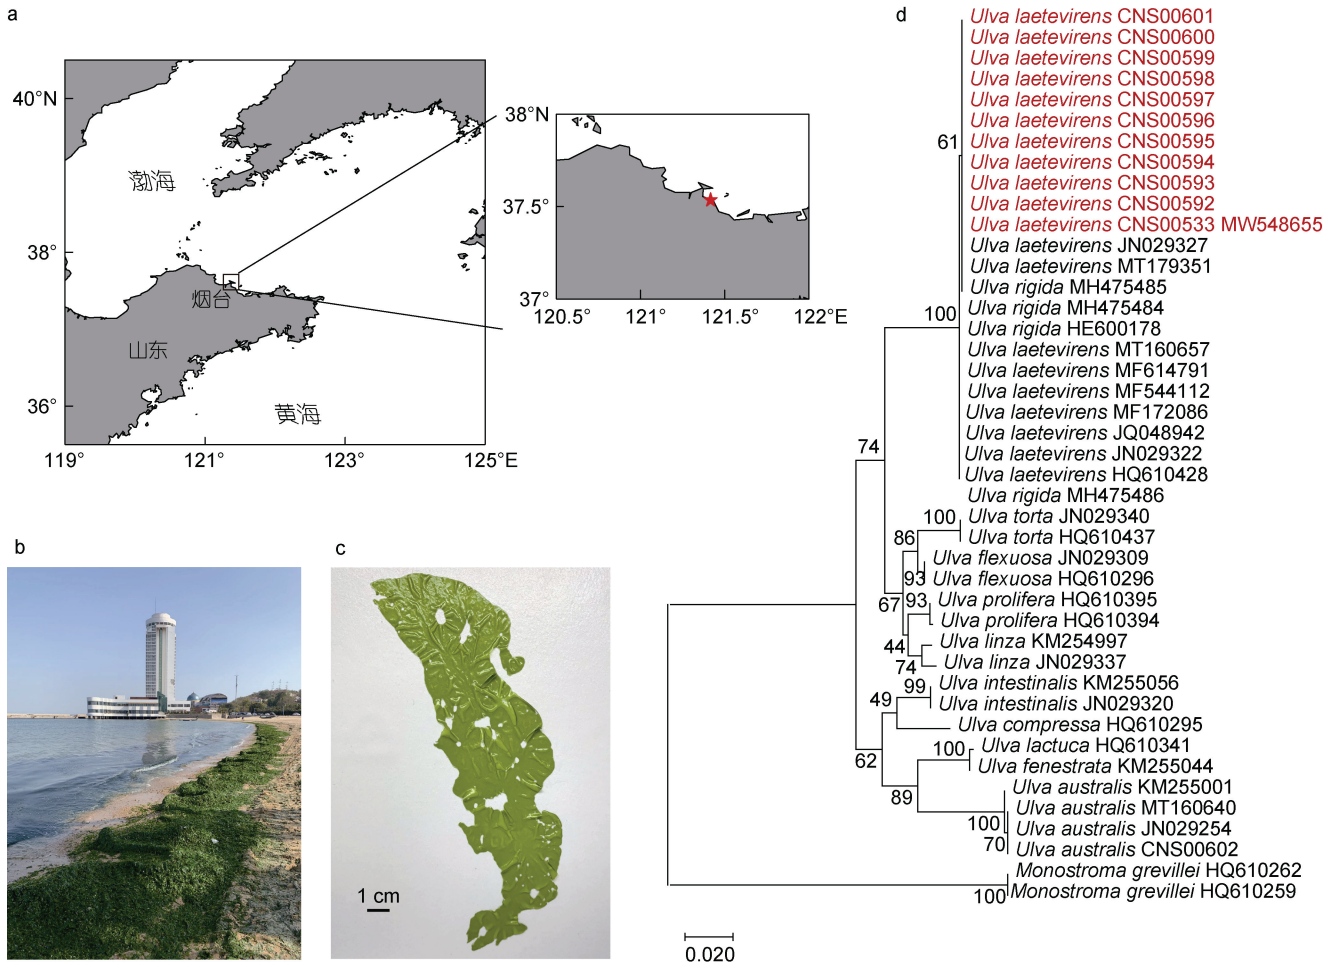 a
40°N
38°
36°
119°
121°
123°
125°E
渤海
烟台
山东
黄海
38°N
37.5°
37°
120.5°
121°
121.5°
122°E
b
c
1 cm
d
Ulva laetevirens CNS00601
Ulva laetevirens CNS00600
Ulva laetevirens CNS00599
Ulva laetevirens CNS00598
Ulva laetevirens CNS00597
Ulva laetevirens CNS00596
Ulva laetevirens CNS00595
Ulva laetevirens CNS00594
Ulva laetevirens CNS00593
Ulva laetevirens CNS00592
Ulva laetevirens CNS00533 MW548655
Ulva laetevirens JN029327
Ulva laetevirens MT179351
Ulva rigida MH475485
Ulva rigida MH475484
Ulva rigida HE600178
Ulva laetevirens MT160657
Ulva laetevirens MF614791
Ulva laetevirens MF544112
Ulva laetevirens MF172086
Ulva laetevirens JQ048942
Ulva laetevirens JN029322
Ulva laetevirens HQ610428
Ulva rigida MH475486
Ulva torta JN029340
Ulva torta HQ610437
Ulva flexuosa JN029309
Ulva flexuosa HQ610296
Ulva prolifera HQ610395
Ulva prolifera HQ610394
Ulva linza KM254997
Ulva linza JN029337
Ulva intestinalis KM255056
Ulva intestinalis JN029320
Ulva compressa HQ610295
Ulva lactuca HQ610341
Ulva fenestrata KM255044
Ulva australis KM255001
Ulva australis MT160640
Ulva australis JN029254
Ulva australis CNS00602
Monostroma grevillei HQ610262
Monostroma grevillei HQ610259
61
100
74
100
86
93
67
93
44
74
99
49
62
100
89
100
70
100
0.020